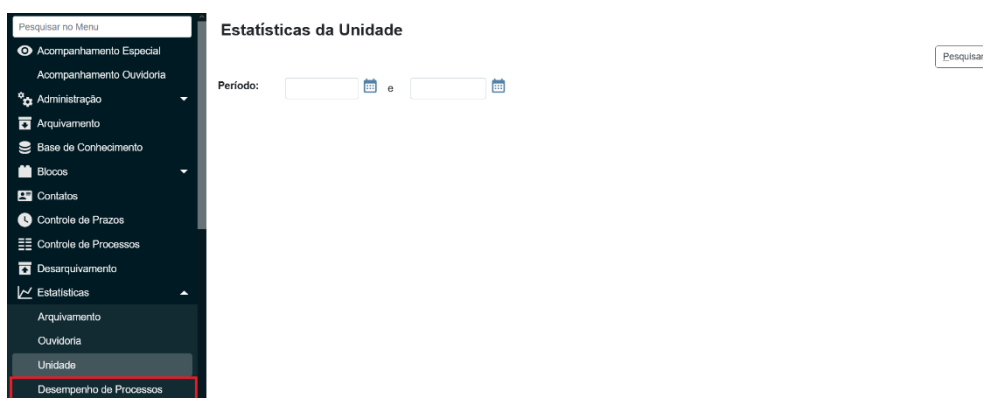 Pesquisar no Menu
Acompanhamento Especial
Acompanhamento Ouvidoria
Administração
Arquivamento
Base de Conhecimento
Blocos
Contatos
Controle de Prazos
Controle de Processos
Desarquivamento
Estatísticas
Arquivamento
Ouvidoria
Unidade
Desempenho de Processos
Estatísticas da Unidade
Pesquisar
Período: e